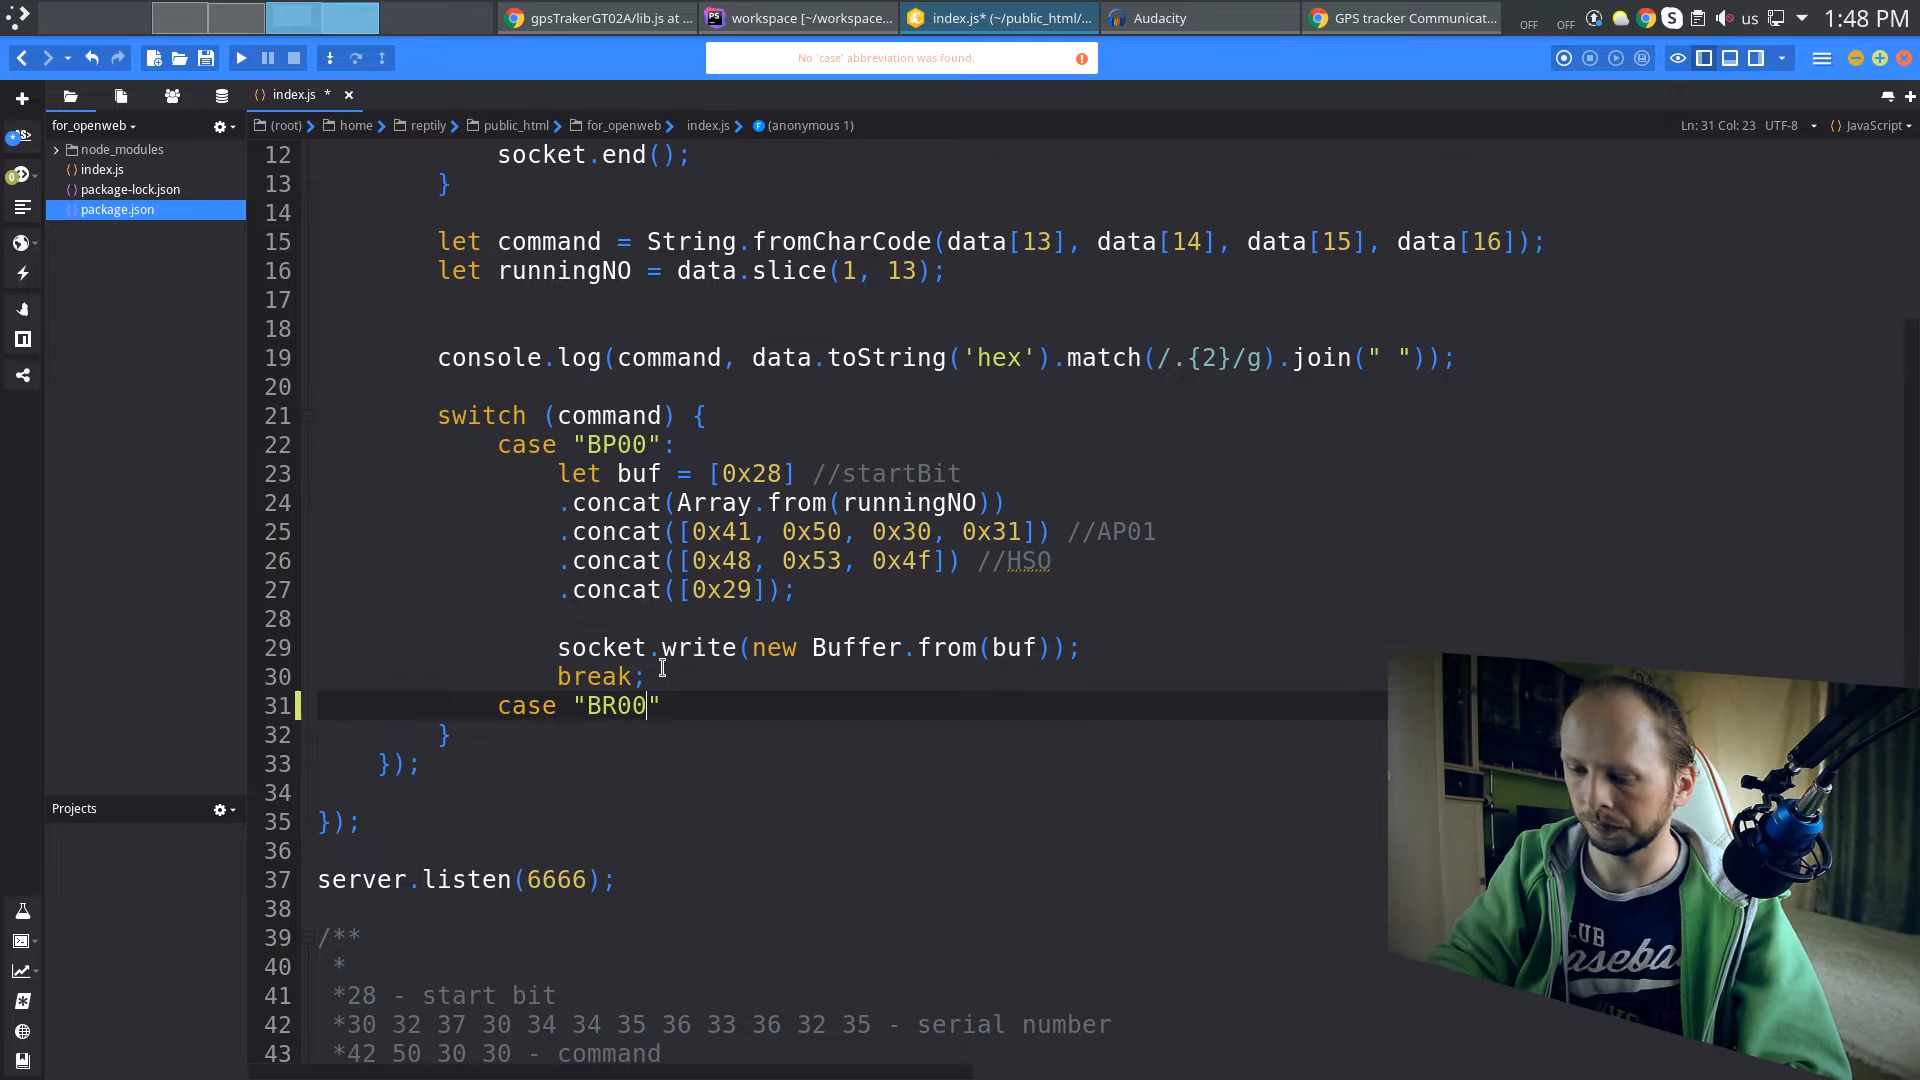 gpsTrakerGT02A/lib.js at ...
workspace [~/workspace...
index.js* (~/public_html/...
Audacity
GPS tracker Communicat...
OFF
OFF
us
1:48 PM
No 'case' abbreviation was found.
index.js *
for_openweb
(root)
home
reptily
public_html
for_openweb
index.js
(anonymous 1)
Ln: 31 Col: 23
UTF-8
JavaScript
node_modules
index.js
package-lock.json
package.json
Projects
12 socket.end();
13 }
14
15 let command = String.fromCharCode(data[13], data[14], data[15], data[16]);
16 let runningNO = data.slice(1, 13);
17
18
19 console.log(command, data.toString('hex').match(/.{2}/g).join(" "));
20
21 switch (command) {
22 case "BP00":
23 let buf = [0x28] //startBit
24 .concat(Array.from(runningNO))
25 .concat([0x41, 0x50, 0x30, 0x31]) //AP01
26 .concat([0x48, 0x53, 0x4f]) //HSO
27 .concat([0x29]);
28
29 socket.write(new Buffer.from(buf));
30 break;
31 case "BR00"
32 }
33 });
34
35 });
36
37 server.listen(6666);
38
39 /**
40 *
41 *28 - start bit
42 *30 32 37 30 34 34 35 36 33 36 32 35 - serial number
43 *42 50 30 30 - command